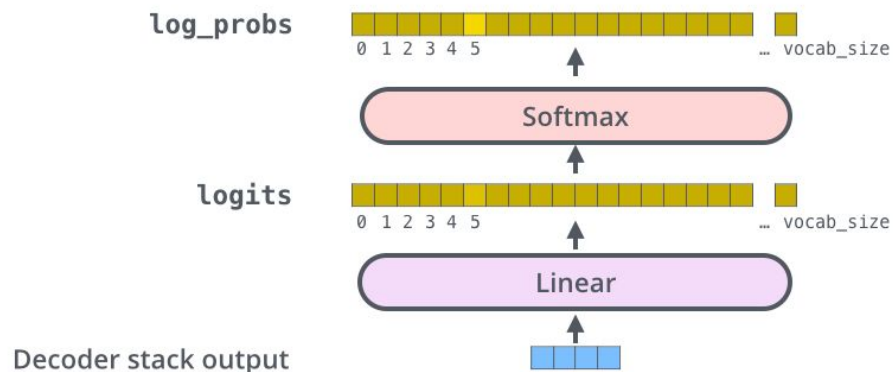 log_probs
0 1 2 3 4 5 … vocab_size
Softmax
logits
0 1 2 3 4 5 … vocab_size
Linear
Decoder stack output